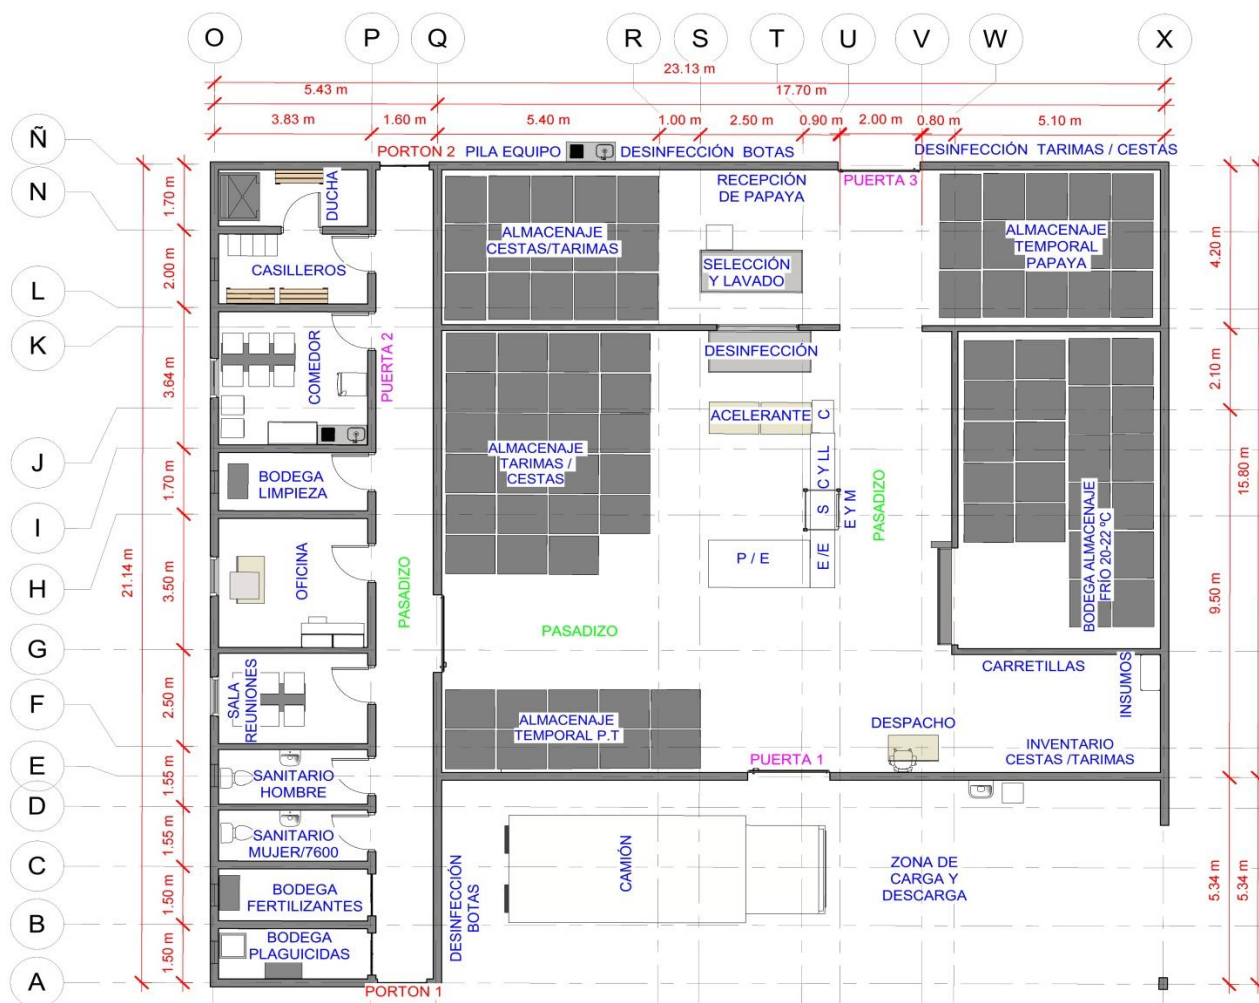 O P Q R S T U V W X
23.13 m
5.43 m 17.70 m
3.83 m 1.60 m 5.40 m 1.00 m 2.50 m 0.90 m 2.00 m 0.80 m 5.10 m
Ñ
N
L
K
J
I
H
G
F
E
D
C
B
A
21.14 m
1.70 m
2.00 m
3.64 m
1.70 m
3.50 m
2.50 m
1.55 m
1.55 m
1.50 m
1.50 m
PORTON 2
PILA EQUIPO
DESINFECCIÓN BOTAS
DESINFECCIÓN TARIMAS / CESTAS
DUCHA
CASILLEROS
COMEDOR
PUERTA 2
BODEGA
LIMPIEZA
OFICINA
PASADIZO
SALA
REUNIONES
SANITARIO
HOMBRE
SANITARIO
MUJER/7600
BODEGA
FERTILIZANTES
BODEGA
PLAGUICIDAS
PORTON 1
ALMACENAJE
CESTAS/TARIMAS
RECEPCIÓN
DE PAPAYA
PUERTA 3
SELECCIÓN
Y LAVADO
ALMACENAJE
TEMPORAL
PAPAYA
DESINFECCIÓN
ACELERANTE
C
C Y LL
S
E Y M
E/E
P / E
PASADIZO
ALMACENAJE
TARIMAS /
CESTAS
PASADIZO
BODEGA ALMACENAJE
FRÍO 20-22 ºC
CARRETILLAS
INSUMOS
ALMACENAJE
TEMPORAL P.T
DESPACHO
PUERTA 1
INVENTARIO
CESTAS /TARIMAS
DESINFECCIÓN
BOTAS
CAMIÓN
ZONA DE
CARGA Y
DESCARGA
4.20 m
2.10 m
9.50 m
5.34 m
15.80 m
5.34 m